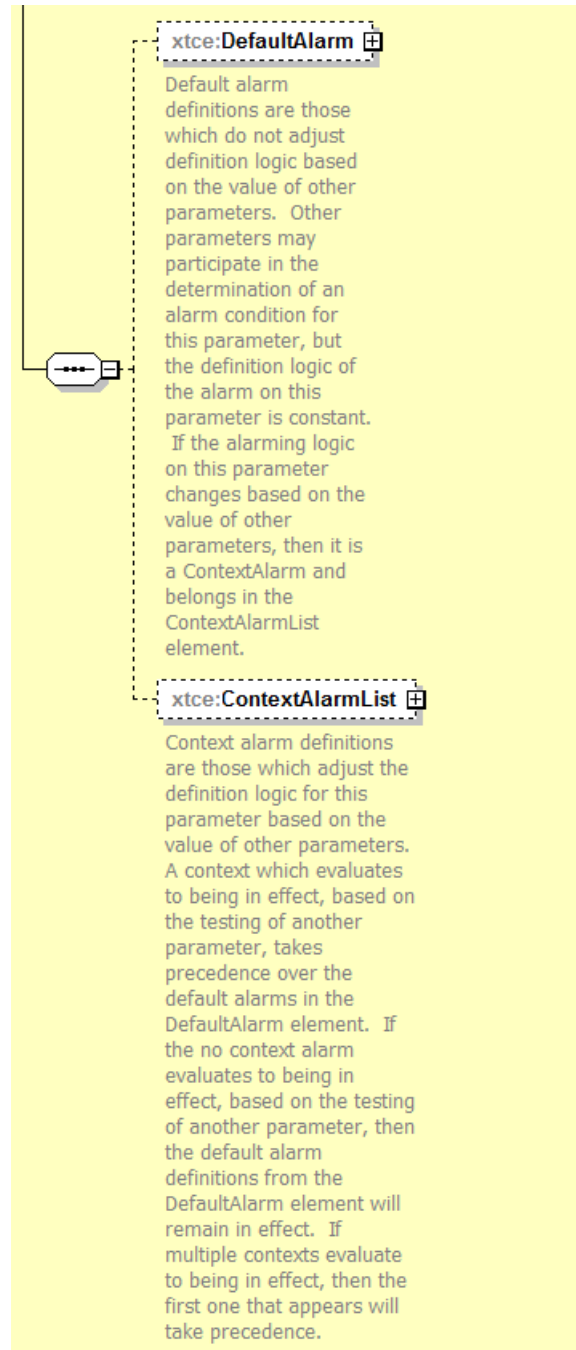 xtce:DefaultAlarm
Default alarm
definitions are those
which do not adjust
definition logic based
on the value of other
parameters.  Other
parameters may
participate in the
determination of an
alarm condition for
this parameter, but
the definition logic of
the alarm on this
parameter is constant.
If the alarming logic
on this parameter
changes based on the
value of other
parameters, then it is
a ContextAlarm and
belongs in the
ContextAlarmList
element.
xtce:ContextAlarmList
Context alarm definitions
are those which adjust the
definition logic for this
parameter based on the
value of other parameters.
A context which evaluates
to being in effect, based on
the testing of another
parameter, takes
precedence over the
default alarms in the
DefaultAlarm element.  If
the no context alarm
evaluates to being in
effect, based on the testing
of another parameter, then
the default alarm
definitions from the
DefaultAlarm element will
remain in effect.  If
multiple contexts evaluate
to being in effect, then the
first one that appears will
take precedence.